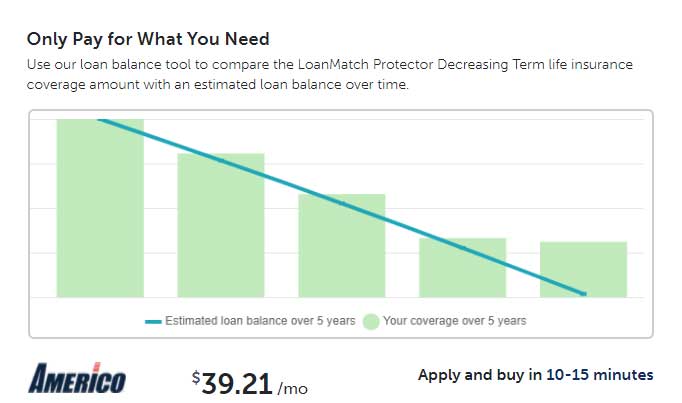 Only Pay for What You Need
Use our loan balance tool to compare the LoanMatch Protector Decreasing Term life insurance
coverage amount with an estimated loan balance over time.
Estimated loan balance over 5 years Your coverage over 5 years
AMERICO $39.21 /mo Apply and buy in 10-15 minutes